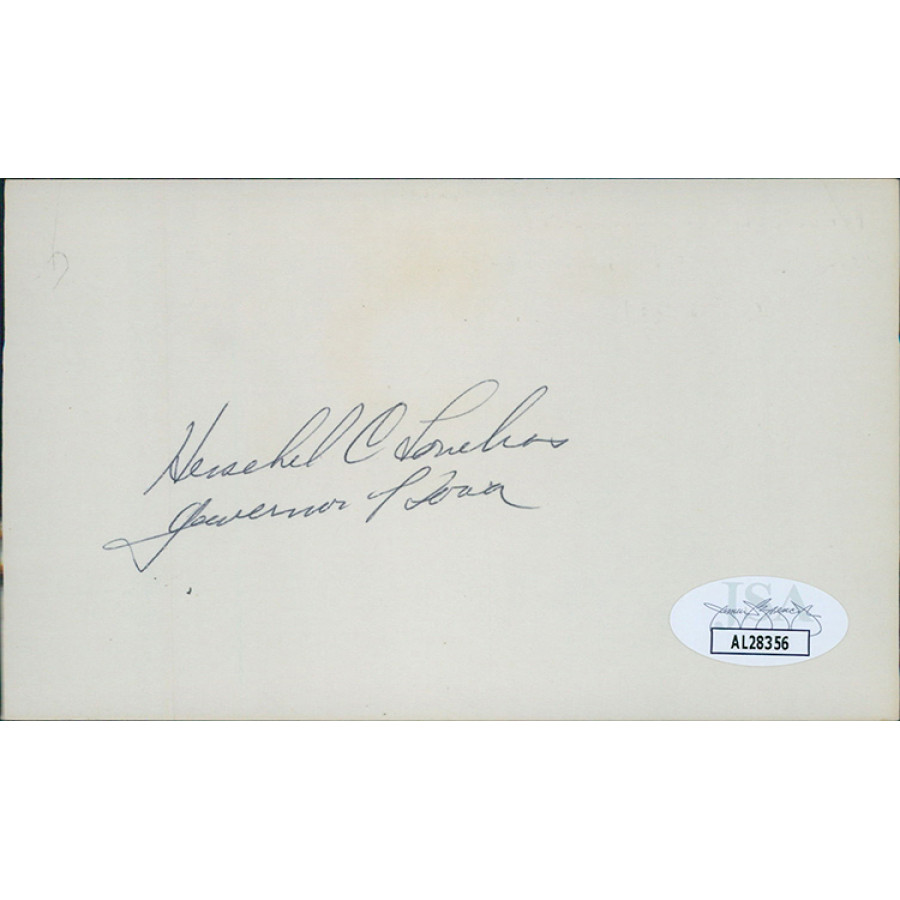 Herschel C Loveless
Governor of Iowa
JSA
AL28356